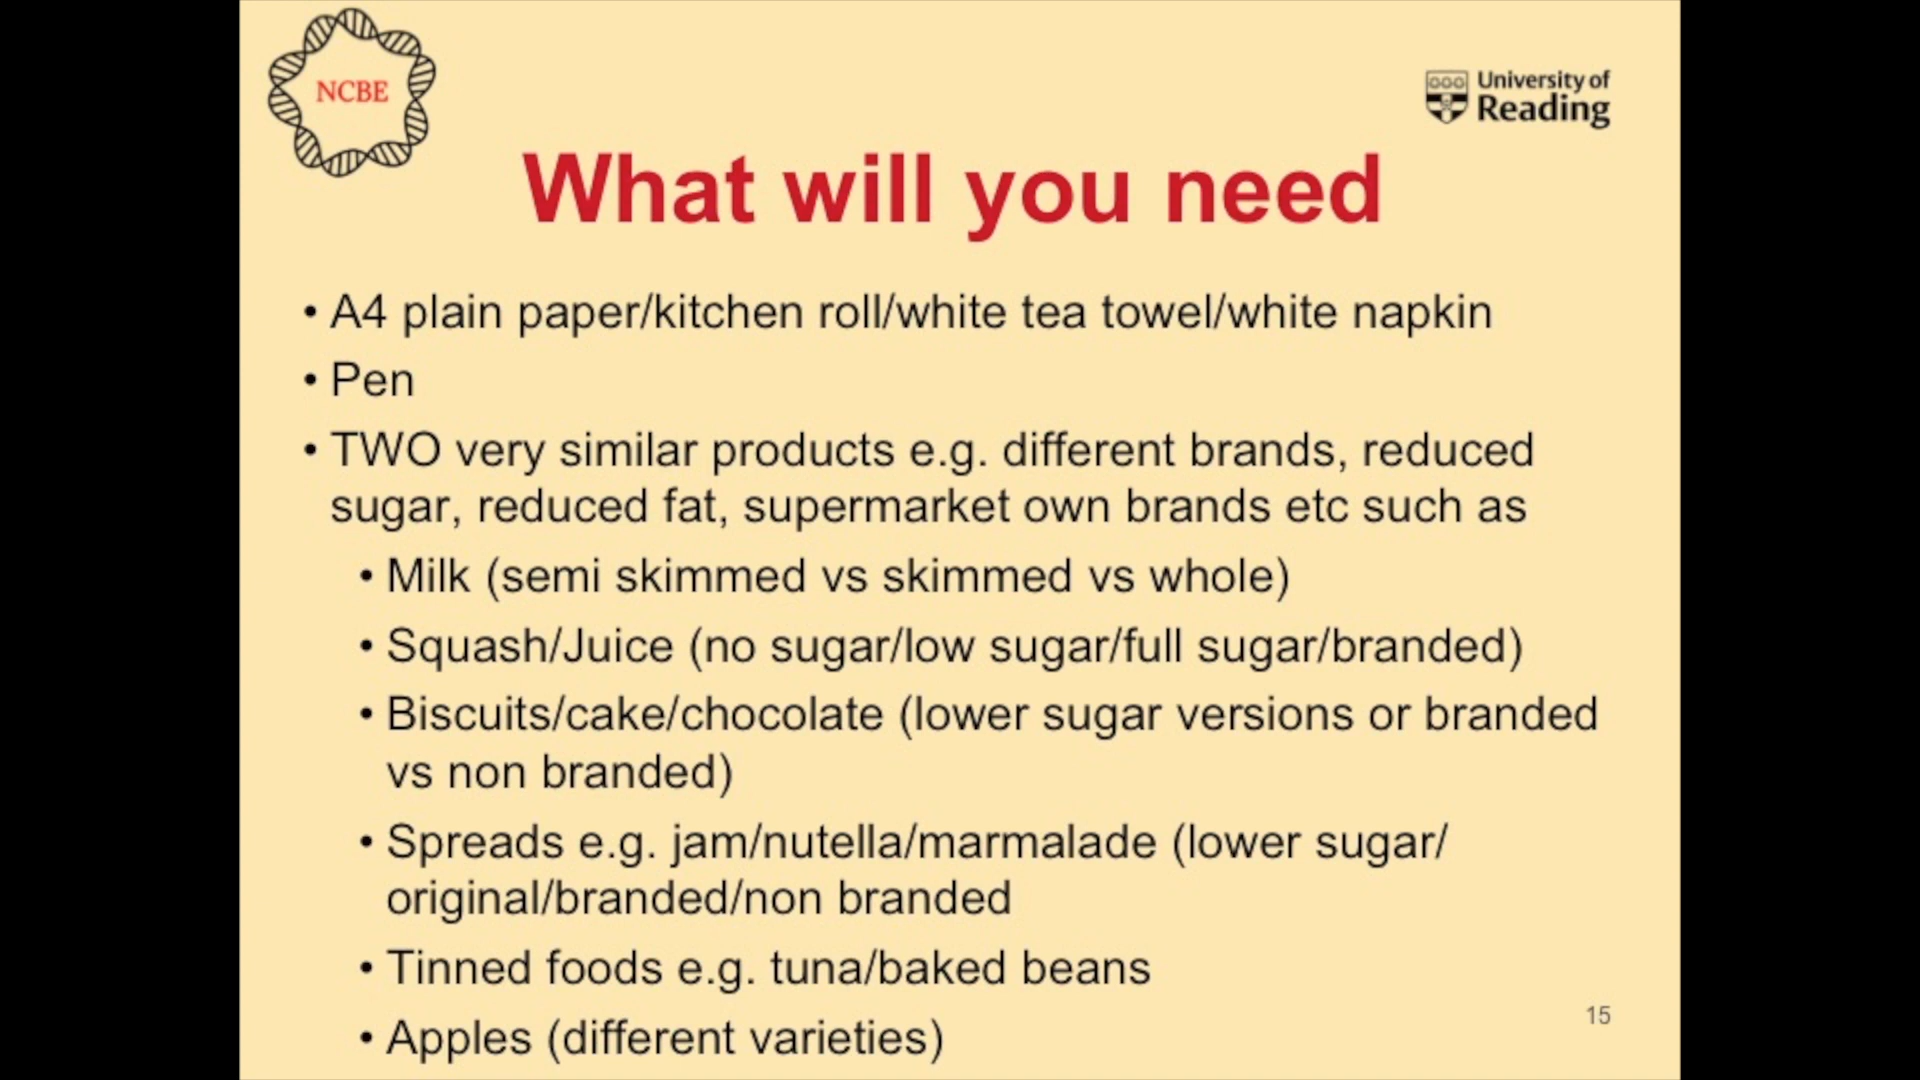 NCBE
University of
Reading
What will you need
• A4 plain paper/kitchen roll/white tea towel/white napkin
• Pen
• TWO very similar products e.g. different brands, reduced
sugar, reduced fat, supermarket own brands etc such as
• Milk (semi skimmed vs skimmed vs whole)
• Squash/Juice (no sugar/low sugar/full sugar/branded)
• Biscuits/cake/chocolate (lower sugar versions or branded
vs non branded)
• Spreads e.g. jam/nutella/marmalade (lower sugar/
original/branded/non branded
• Tinned foods e.g. tuna/baked beans
• Apples (different varieties)
15